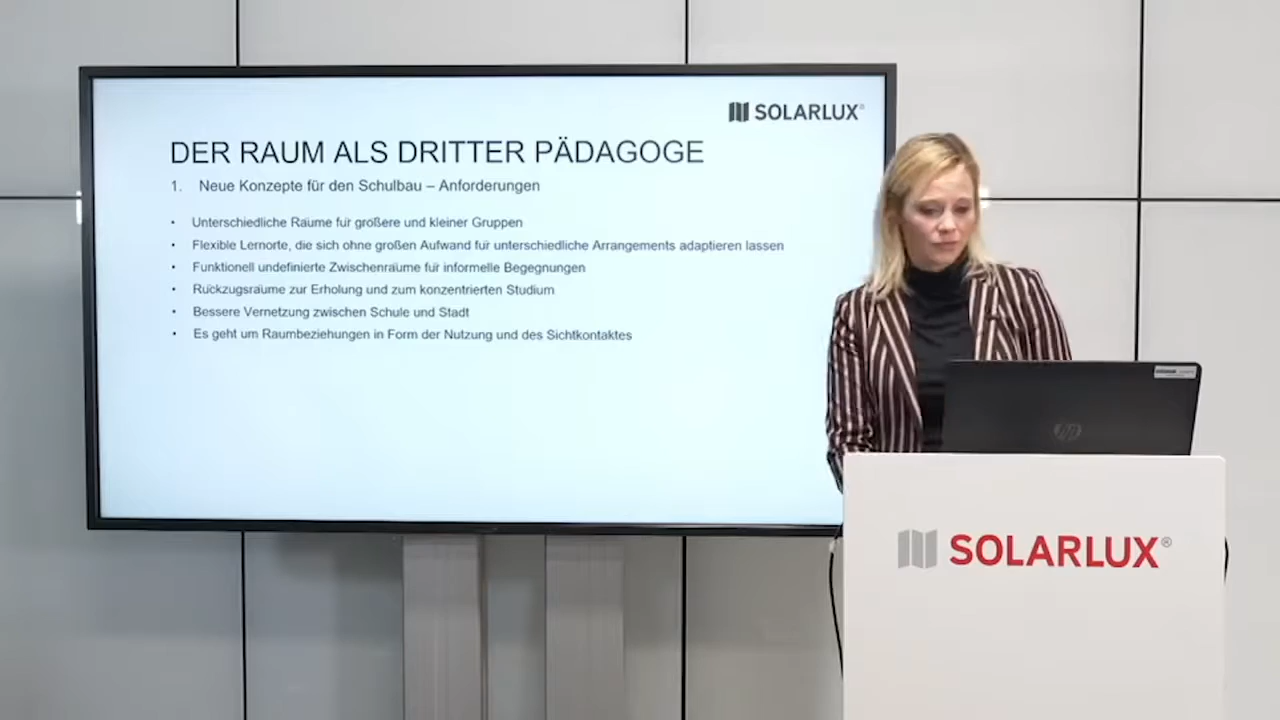 SOLARLUX®
DER RAUM ALS DRITTER PÄDAGOGE
1. Neue Konzepte für den Schulbau – Anforderungen
• Unterschiedliche Räume für größere und kleiner Gruppen
• Flexible Lernorte, die sich ohne großen Aufwand für unterschiedliche Arrangements adaptieren lassen
• Funktionell undefinierte Zwischenräume für informelle Begegnungen
• Rückzugsräume zur Erholung und zum konzentrierten Studium
• Bessere Vernetzung zwischen Schule und Stadt
• Es geht um Raumbeziehungen in Form der Nutzung und des Sichtkontaktes
hp
SOLARLUX®